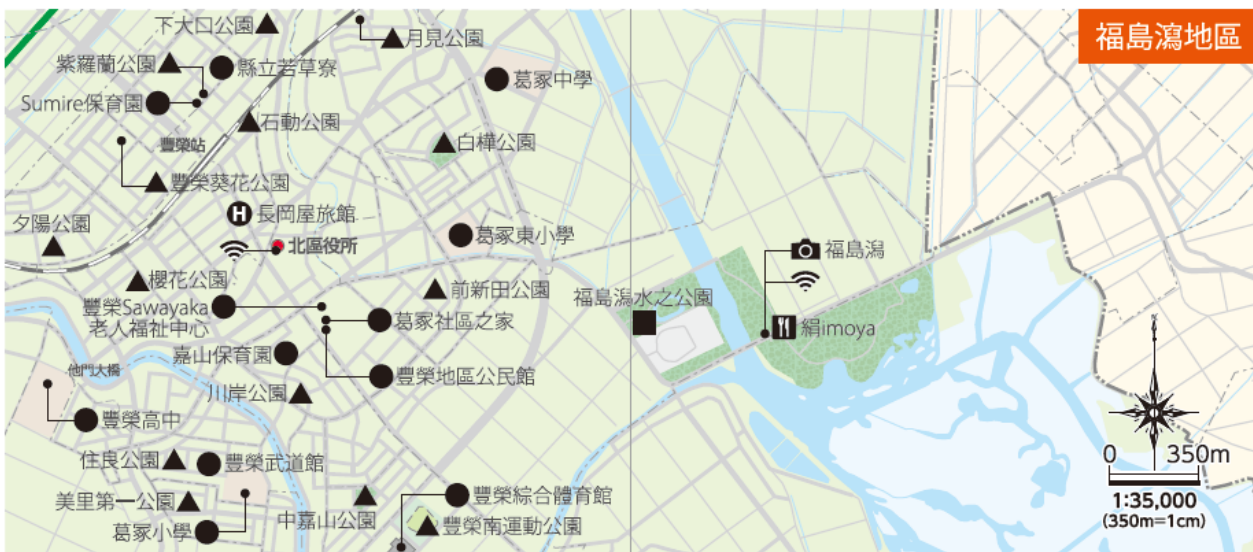 福島瀉地區
下大口公園
月見公園
紫羅蘭公園
縣立若草寮
葛冢中學
Sumire保育園
石動公園
豐榮站
白樺公園
豐榮葵花公園
H
長岡屋旅館
夕陽公園
北區役所
葛冢東小學
福島潟
櫻花公園
前新田公園
福島潟水之公園
豐榮Sawayaka
老人福祉中心
葛冢社區之家
絹imoya
嘉山保育園
他門大橋
豐榮地區公民館
川岸公園
豐榮高中
住良公園
豐榮武道館
0 350m
1:35,000
(350m=1cm)
美里第一公園
中嘉山公園
豐榮綜合體育館
葛冢小學
豐榮南運動公園